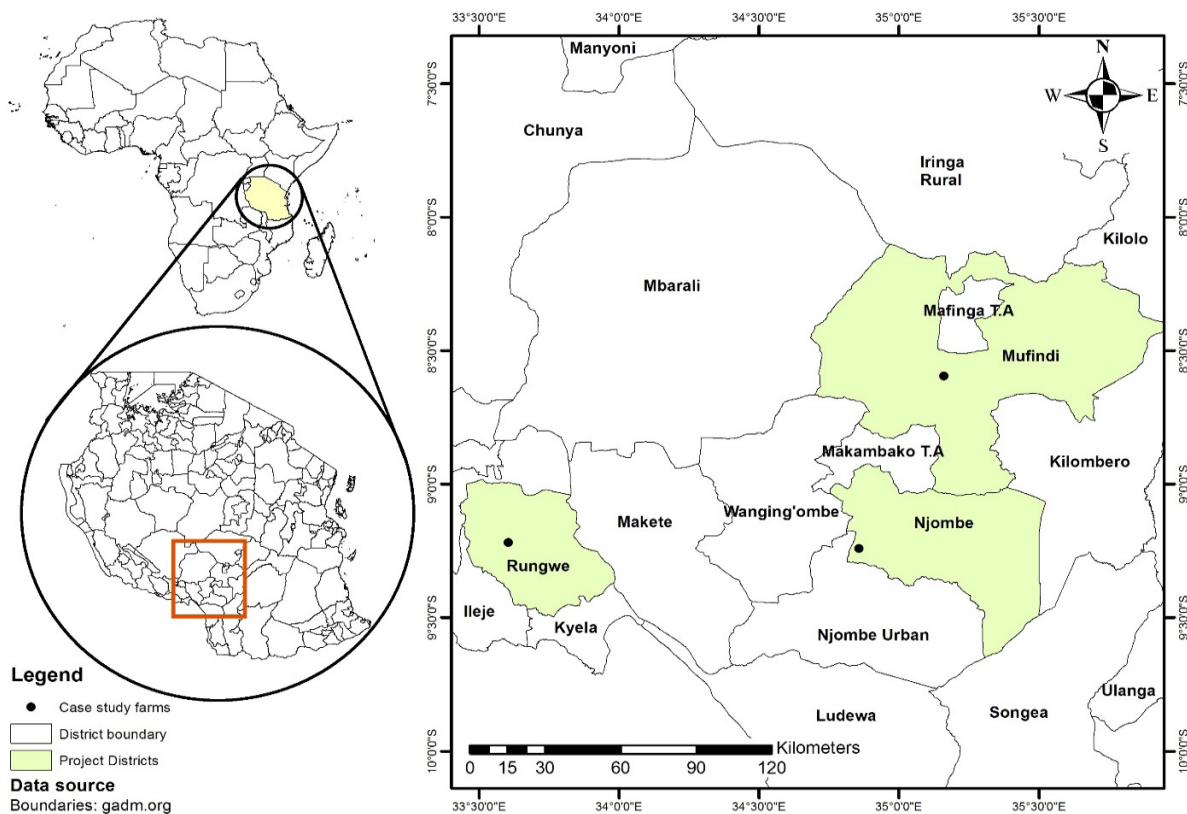 33°30'0"E 34°0'0"E 34°30'0"E 35°0'0"E 35°30'0"E
Manyoni
N
7°30'0"S
7°30'0"S
W
E
S
Chunya
Iringa
Rural
8°0'0"S
8°0'0"S
Kilolo
Mbarali
Mafinga T.A
8°30'0"S
8°30'0"S
Mufindi
Makambako T.A
Kilombero
9°0'0"S
9°0'0"S
Wanging'ombe
Makete
Njombe
Rungwe
Ileje
9°30'0"S
9°30'0"S
Kyela
Njombe Urban
Legend
Case study farms
District boundary
Project Districts
Data source
Boundaries: gadm.org
Ulanga
Ludewa
Songea
Kilometers
0 15 30 60 90 120
10°0'0"S
10°0'0"S
33°30'0"E 34°0'0"E 34°30'0"E 35°0'0"E 35°30'0"E